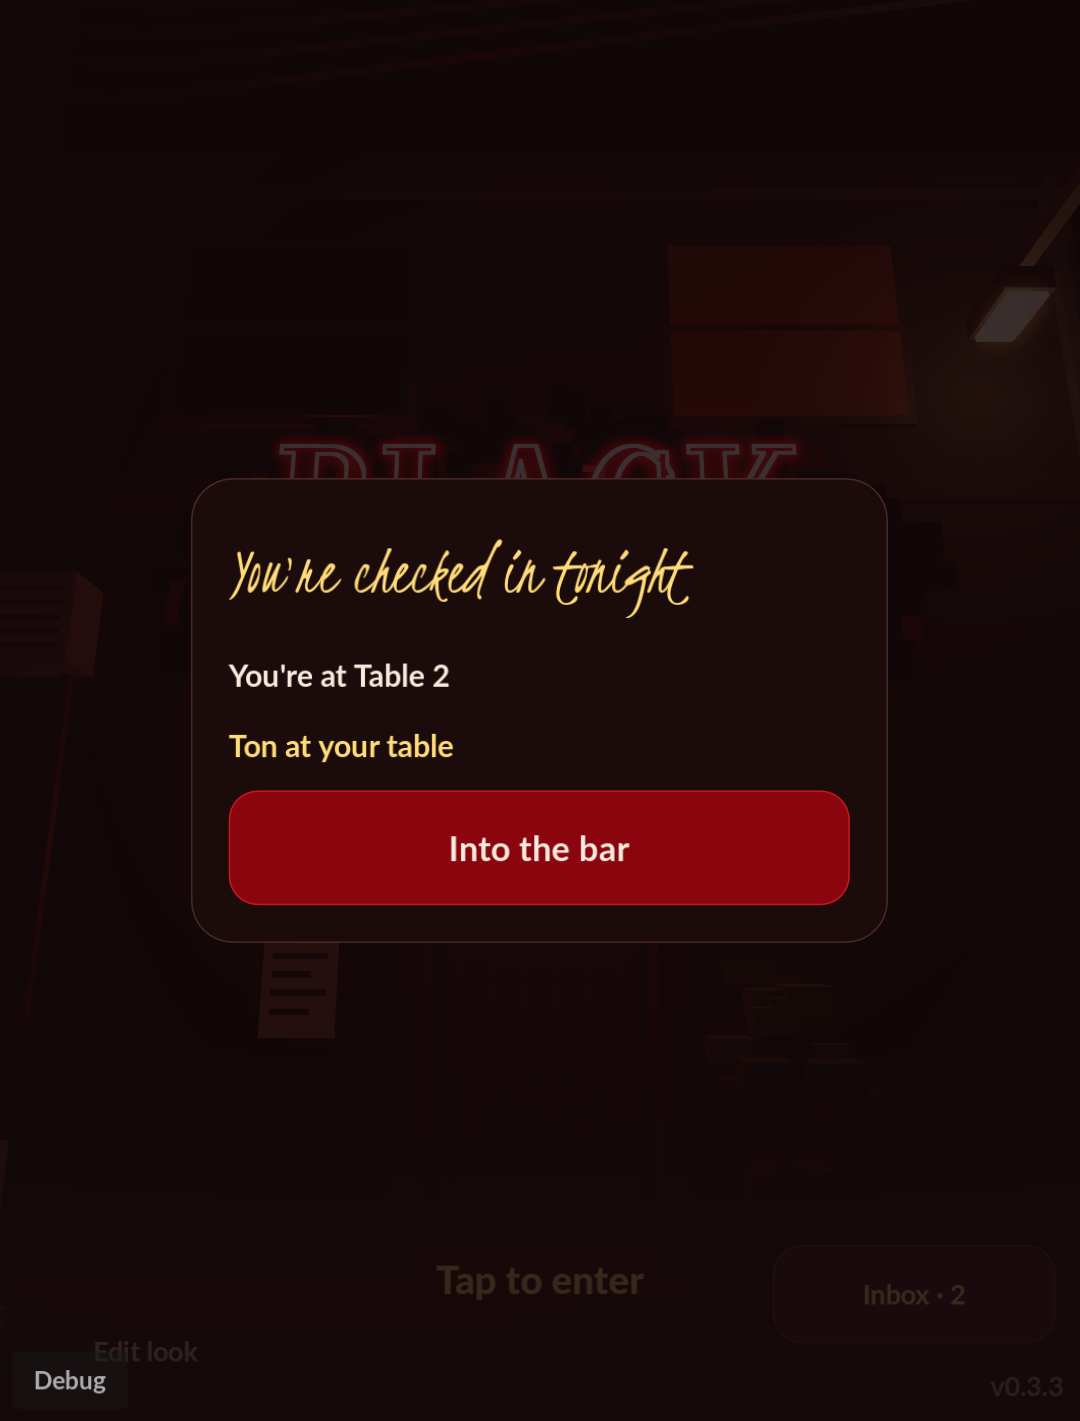 BLACK
You're checked in tonight
You're at Table 2
Ton at your table
Into the bar
Tap to enter
Inbox · 2
Edit look
Debug
v0.3.3